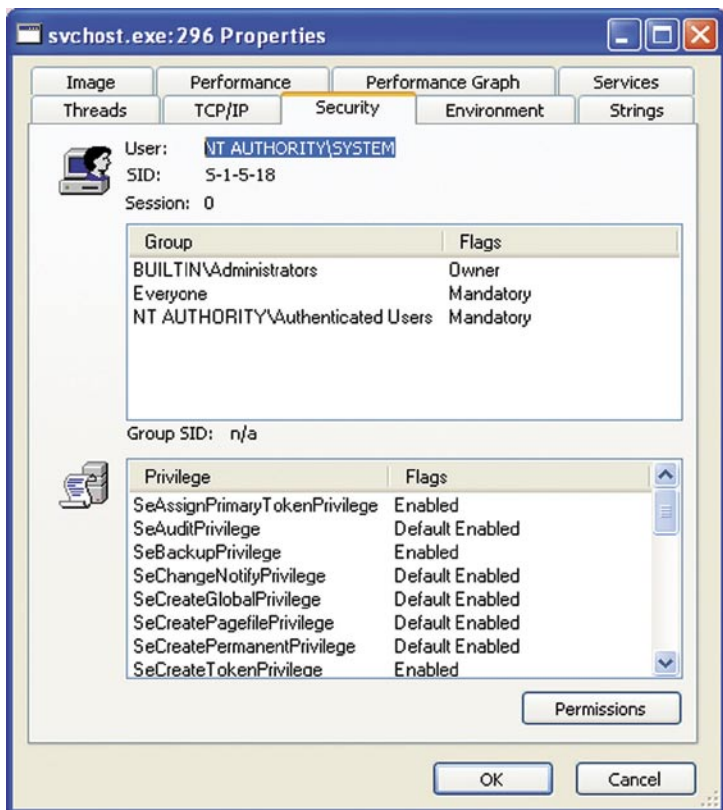 svchost.exe:296 Properties
Image Performance Performance Graph Services
Threads TCP/IP Security Environment Strings
User: NT AUTHORITY\SYSTEM
SID: S-1-5-18
Session: 0
Group Flags
BUILTIN\Administrators Owner
Everyone Mandatory
NT AUTHORITY\Authenticated Users Mandatory
Group SID: n/a
Privilege Flags
SeAssignPrimaryTokenPrivilege Enabled
SeAuditPrivilege Default Enabled
SeBackupPrivilege Enabled
SeChangeNotifyPrivilege Default Enabled
SeCreateGlobalPrivilege Default Enabled
SeCreatePagefilePrivilege Default Enabled
SeCreatePermanentPrivilege Default Enabled
SeCreateTokenPrivilege Enabled
Permissions
OK Cancel